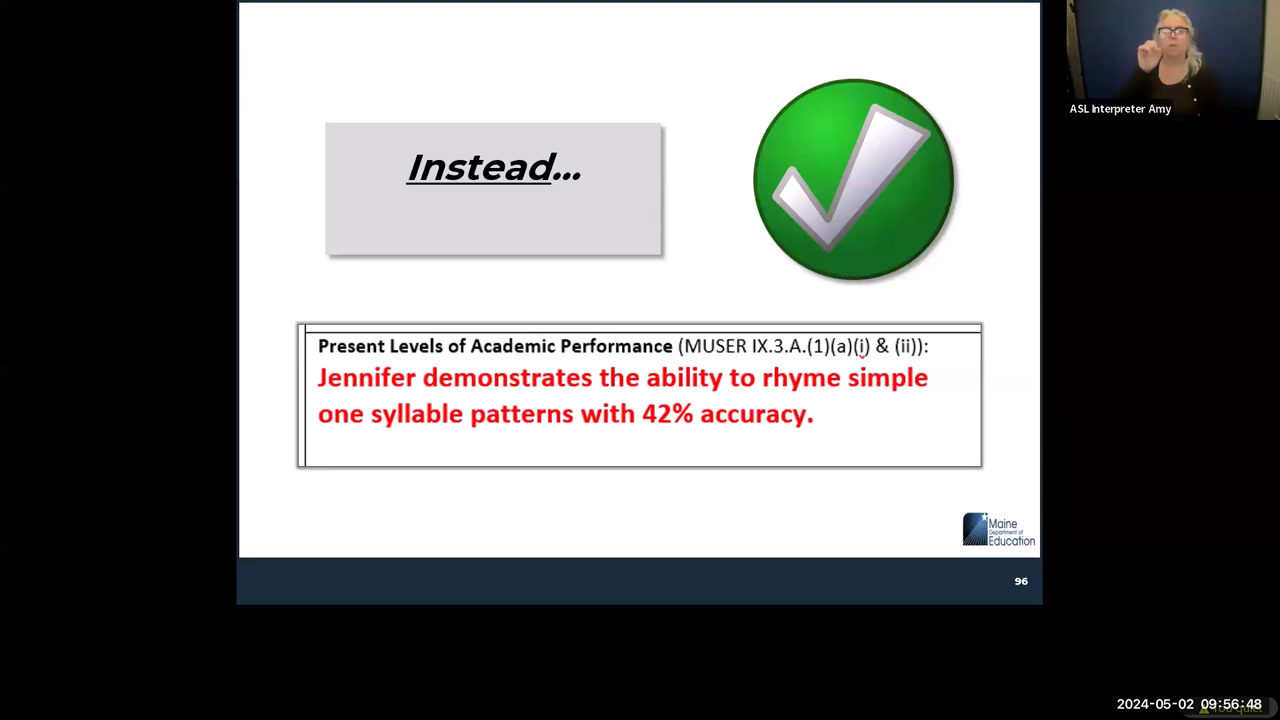 ASL Interpreter Amy
Instead...
Present Levels of Academic Performance (MUSER IX.3.A.(1)(a)(i) & (ii)):
Jennifer demonstrates the ability to rhyme simple
one syllable patterns with 42% accuracy.
Maine
Department of
Education
96
2024-05-02 09:56:48